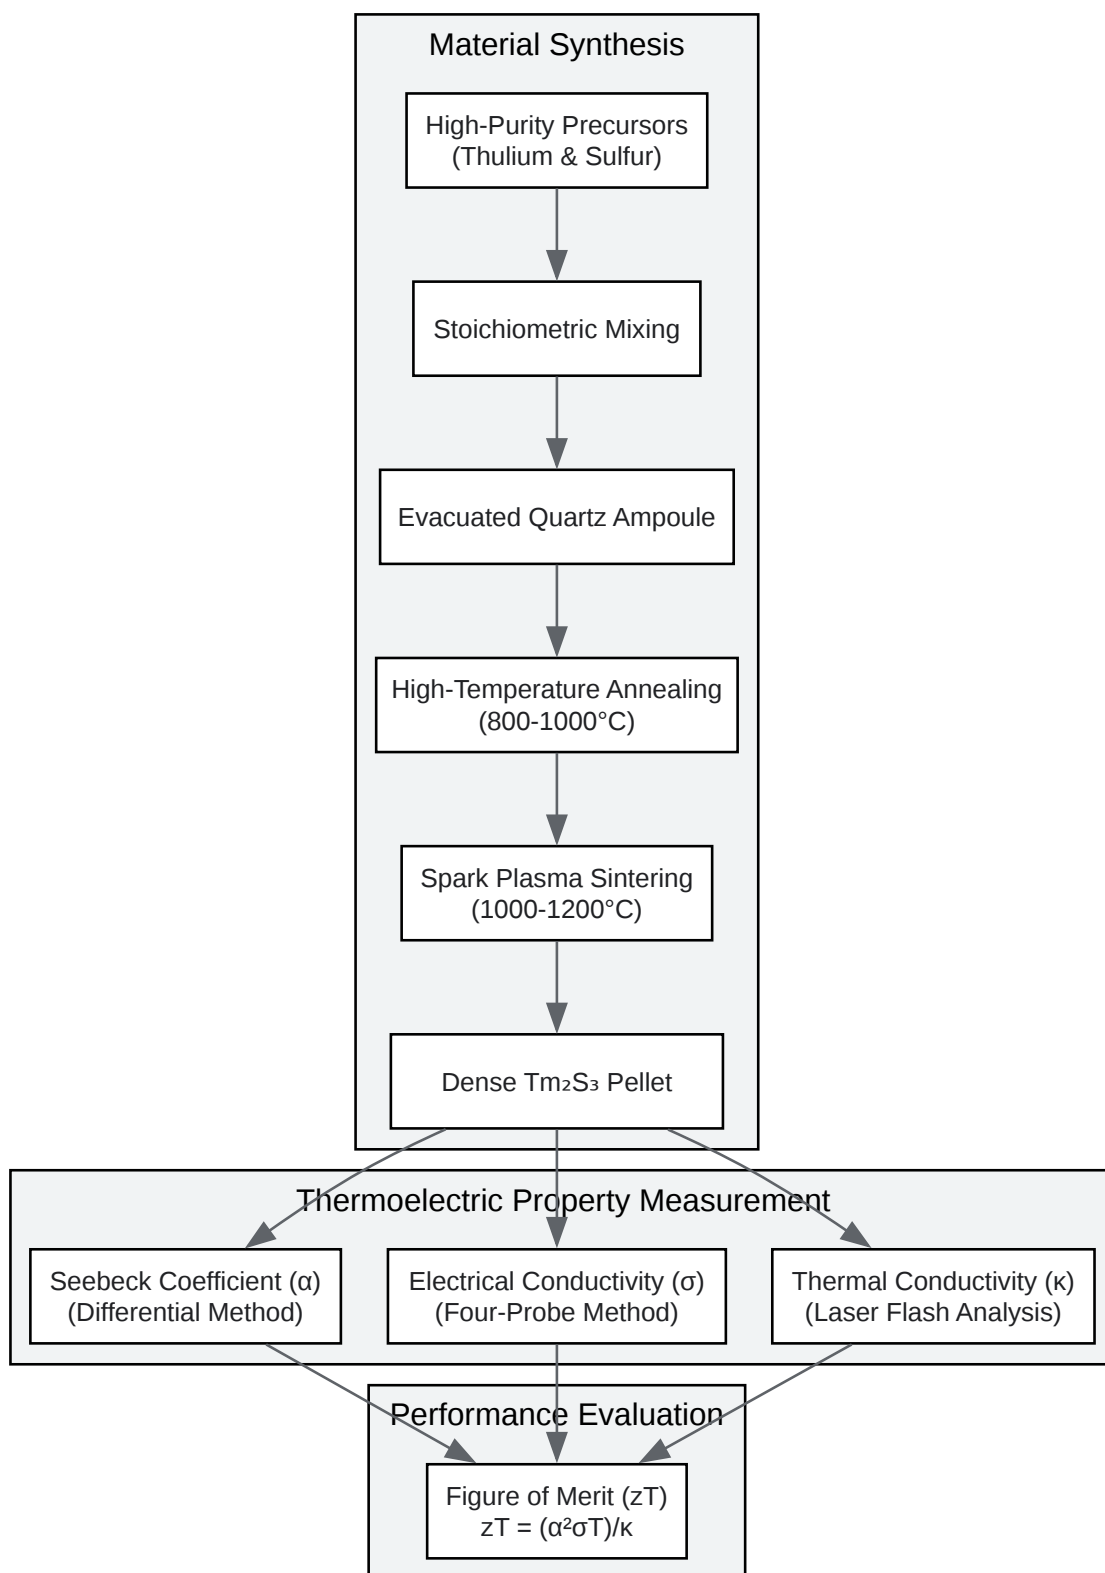 Material Synthesis
High-Purity Precursors
(Thulium & Sulfur)
Stoichiometric Mixing
Evacuated Quartz Ampoule
High-Temperature Annealing
(800-1000°C)
Spark Plasma Sintering
(1000-1200°C)
Dense Tm₂S₃ Pellet
Thermoelectric Property Measurement
Seebeck Coefficient (α)
(Differential Method)
Electrical Conductivity (σ)
(Four-Probe Method)
Thermal Conductivity (κ)
(Laser Flash Analysis)
Performance Evaluation
Figure of Merit (zT)
zT = (α²σT)/κ